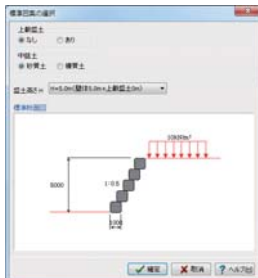 標準図集の選択
上載盛土
なし
あり
中詰土
砂質土
礫質土
盛土高さH
H=5.0m(壁体5.0m+上載盛土0m)
標準断面図
10kN/m²
5000
1:0.5
1000
確定
取消
ヘルプ(H)